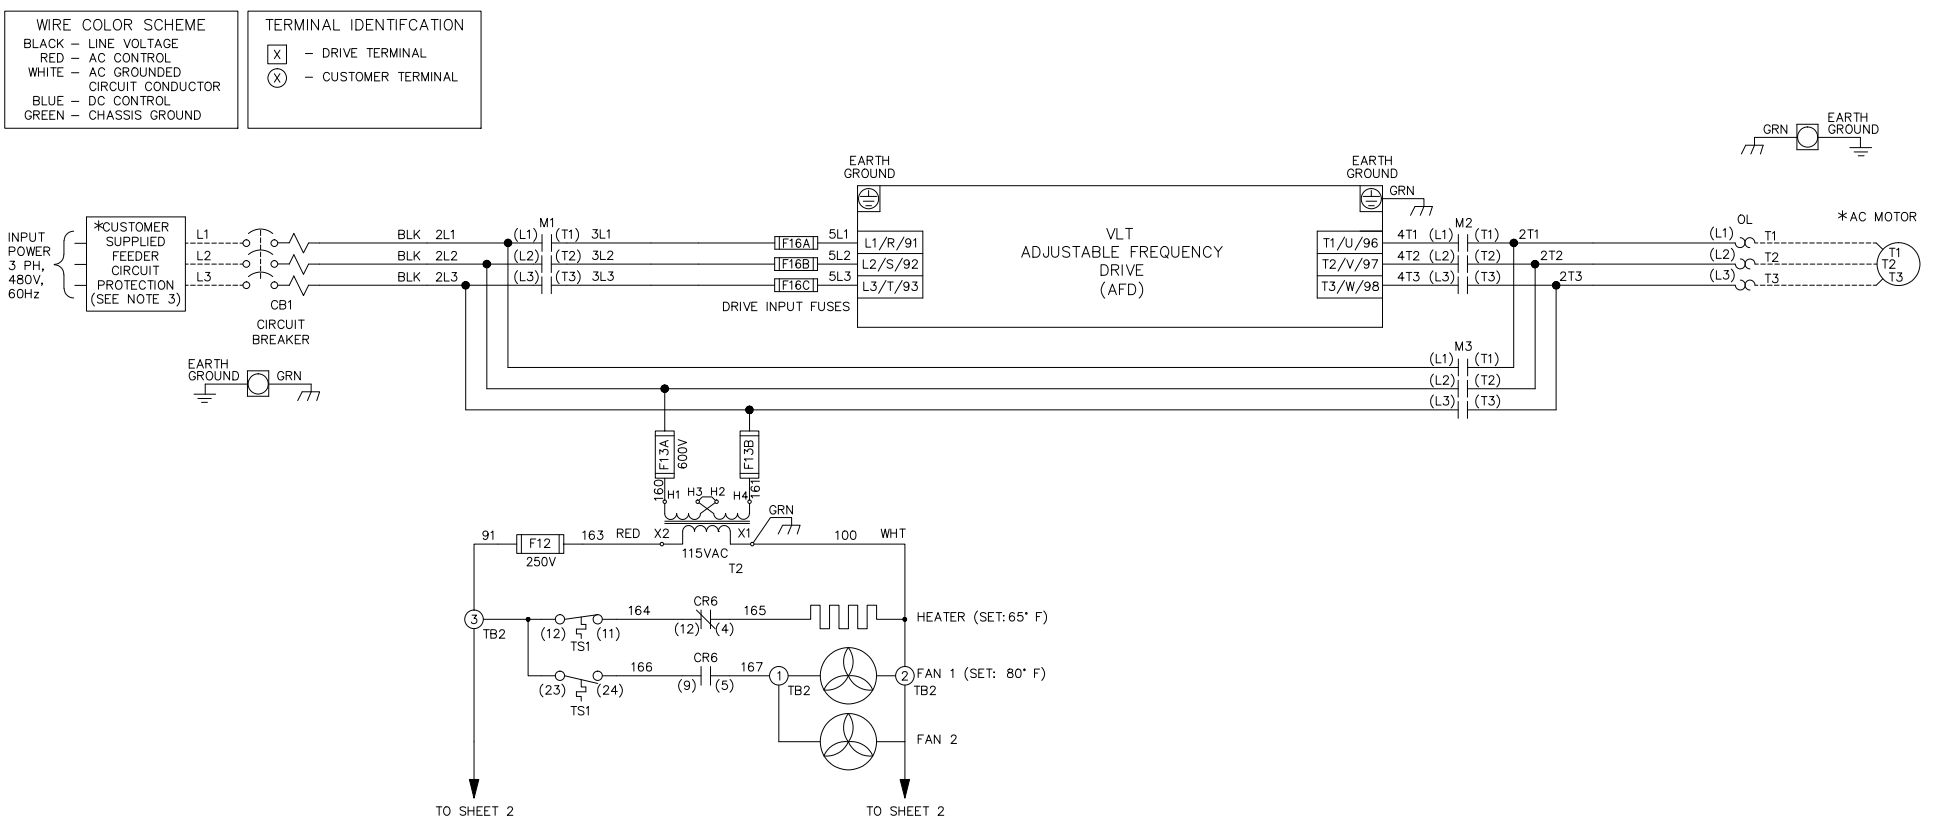 WIRE COLOR SCHEME
BLACK – LINE VOLTAGE
RED – AC CONTROL
WHITE – AC GROUNDED
CIRCUIT CONDUCTOR
BLUE – DC CONTROL
GREEN – CHASSIS GROUND
TERMINAL IDENTIFCATION
X – DRIVE TERMINAL
X – CUSTOMER TERMINAL
GRN
EARTH
GROUND
INPUT
POWER
3 PH,
480V,
60Hz
*CUSTOMER
SUPPLIED
FEEDER
CIRCUIT
PROTECTION
(SEE NOTE 3)
L1
L2
L3
CB1
CIRCUIT
BREAKER
EARTH
GROUND
GRN
M1
BLK 2L1 (L1) (T1) 3L1 F16A 5L1 L1/R/91
BLK 2L2 (L2) (T2) 3L2 F16B 5L2 L2/S/92
BLK 2L3 (L3) (T3) 3L3 F16C 5L3 L3/T/93
DRIVE INPUT FUSES
EARTH
GROUND
VLT
ADJUSTABLE FREQUENCY
DRIVE
(AFD)
EARTH
GROUND
GRN
M2
T1/U/96 4T1 (L1) (T1) 2T1
T2/V/97 4T2 (L2) (T2) 2T2
T3/W/98 4T3 (L3) (T3) 2T3
OL
(L1) T1
(L2) T2
(L3) T3
*AC MOTOR
T1
T2
T3
M3
(L1) (T1)
(L2) (T2)
(L3) (T3)
F13A
600V
F13B
160
161
H1 H3 H2 H4
GRN
91 F12 163 RED X2 X1 100 WHT
250V
115VAC
T2
3
TB2
(12) (11)
TS1
164
CR6
(12) (4)
165
HEATER (SET:65° F)
(23) (24)
TS1
166
CR6
(9) (5)
167
1
TB2
2
TB2
FAN 1 (SET: 80° F)
FAN 2
TO SHEET 2
TO SHEET 2